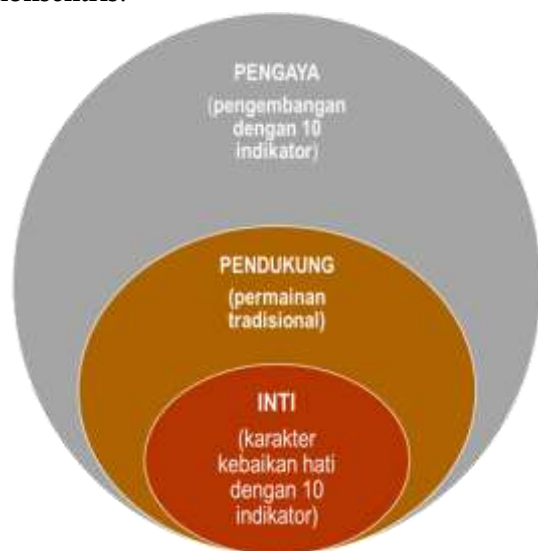 PENGAYA
(pengembangan
dengan 10
indikator)
PENDUKUNG
(permainan
tradisional)
INTI
(karakter
kebaikan hati
dengan 10
indikator)